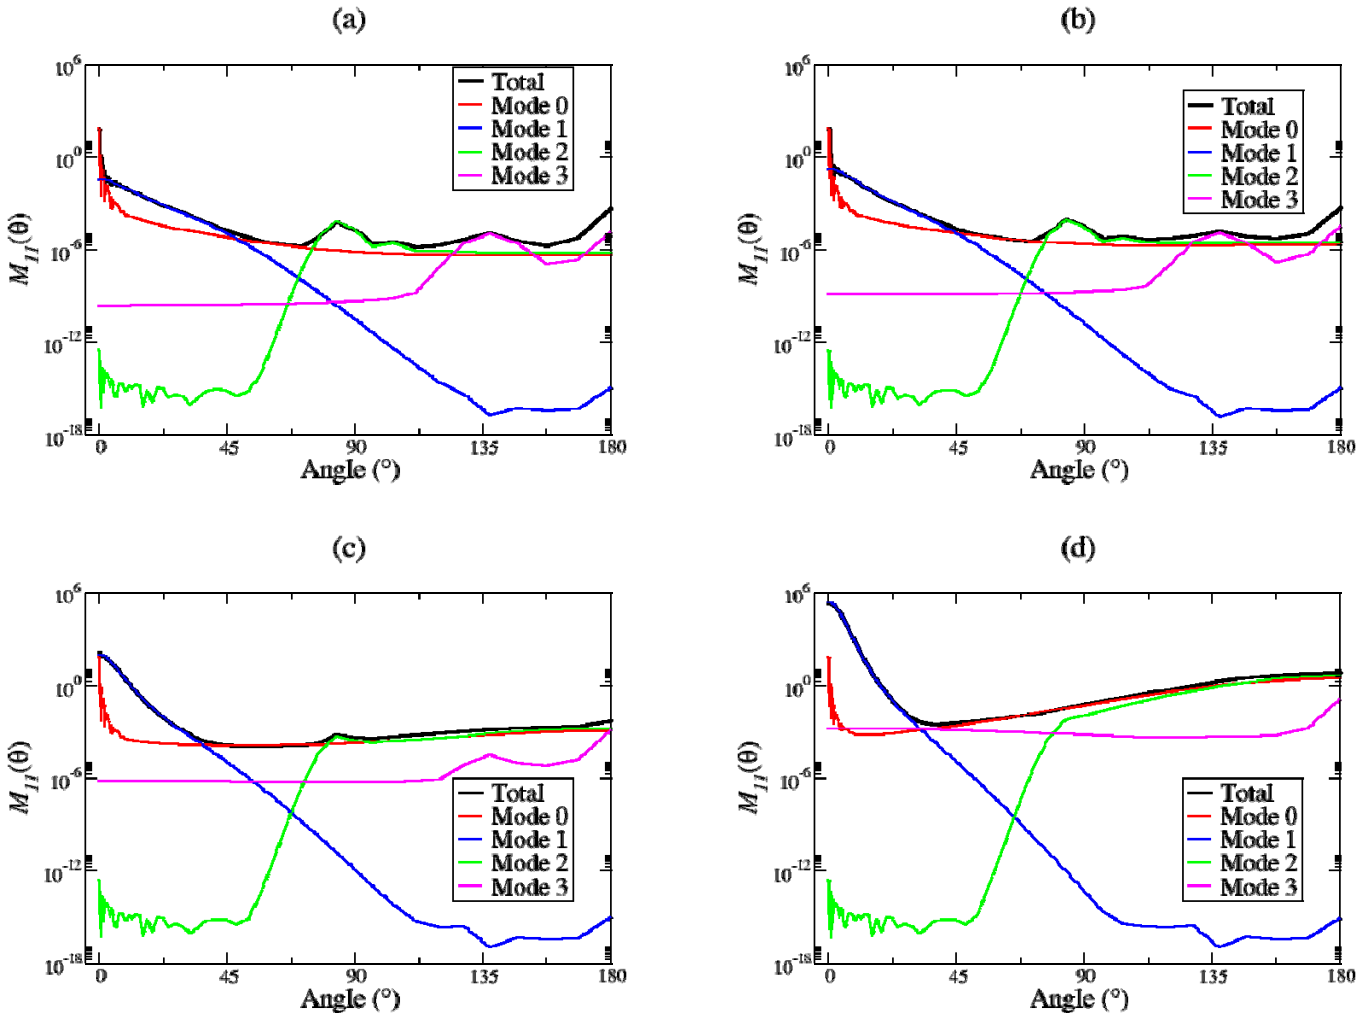 (a)
10^6
10^0
10^-6
10^-12
10^-18
M_11(θ)
Total
Mode 0
Mode 1
Mode 2
Mode 3
0 45 90 135 180
Angle (°)
(b)
10^6
10^0
10^-6
10^-12
10^-18
M_11(θ)
Total
Mode 0
Mode 1
Mode 2
Mode 3
0 45 90 135 180
Angle (°)
(c)
10^6
10^0
10^-6
10^-12
10^-18
M_11(θ)
Total
Mode 0
Mode 1
Mode 2
Mode 3
0 45 90 135 180
Angle (°)
(d)
10^6
10^0
10^-6
10^-12
10^-18
M_11(θ)
Total
Mode 0
Mode 1
Mode 2
Mode 3
0 45 90 135 180
Angle (°)